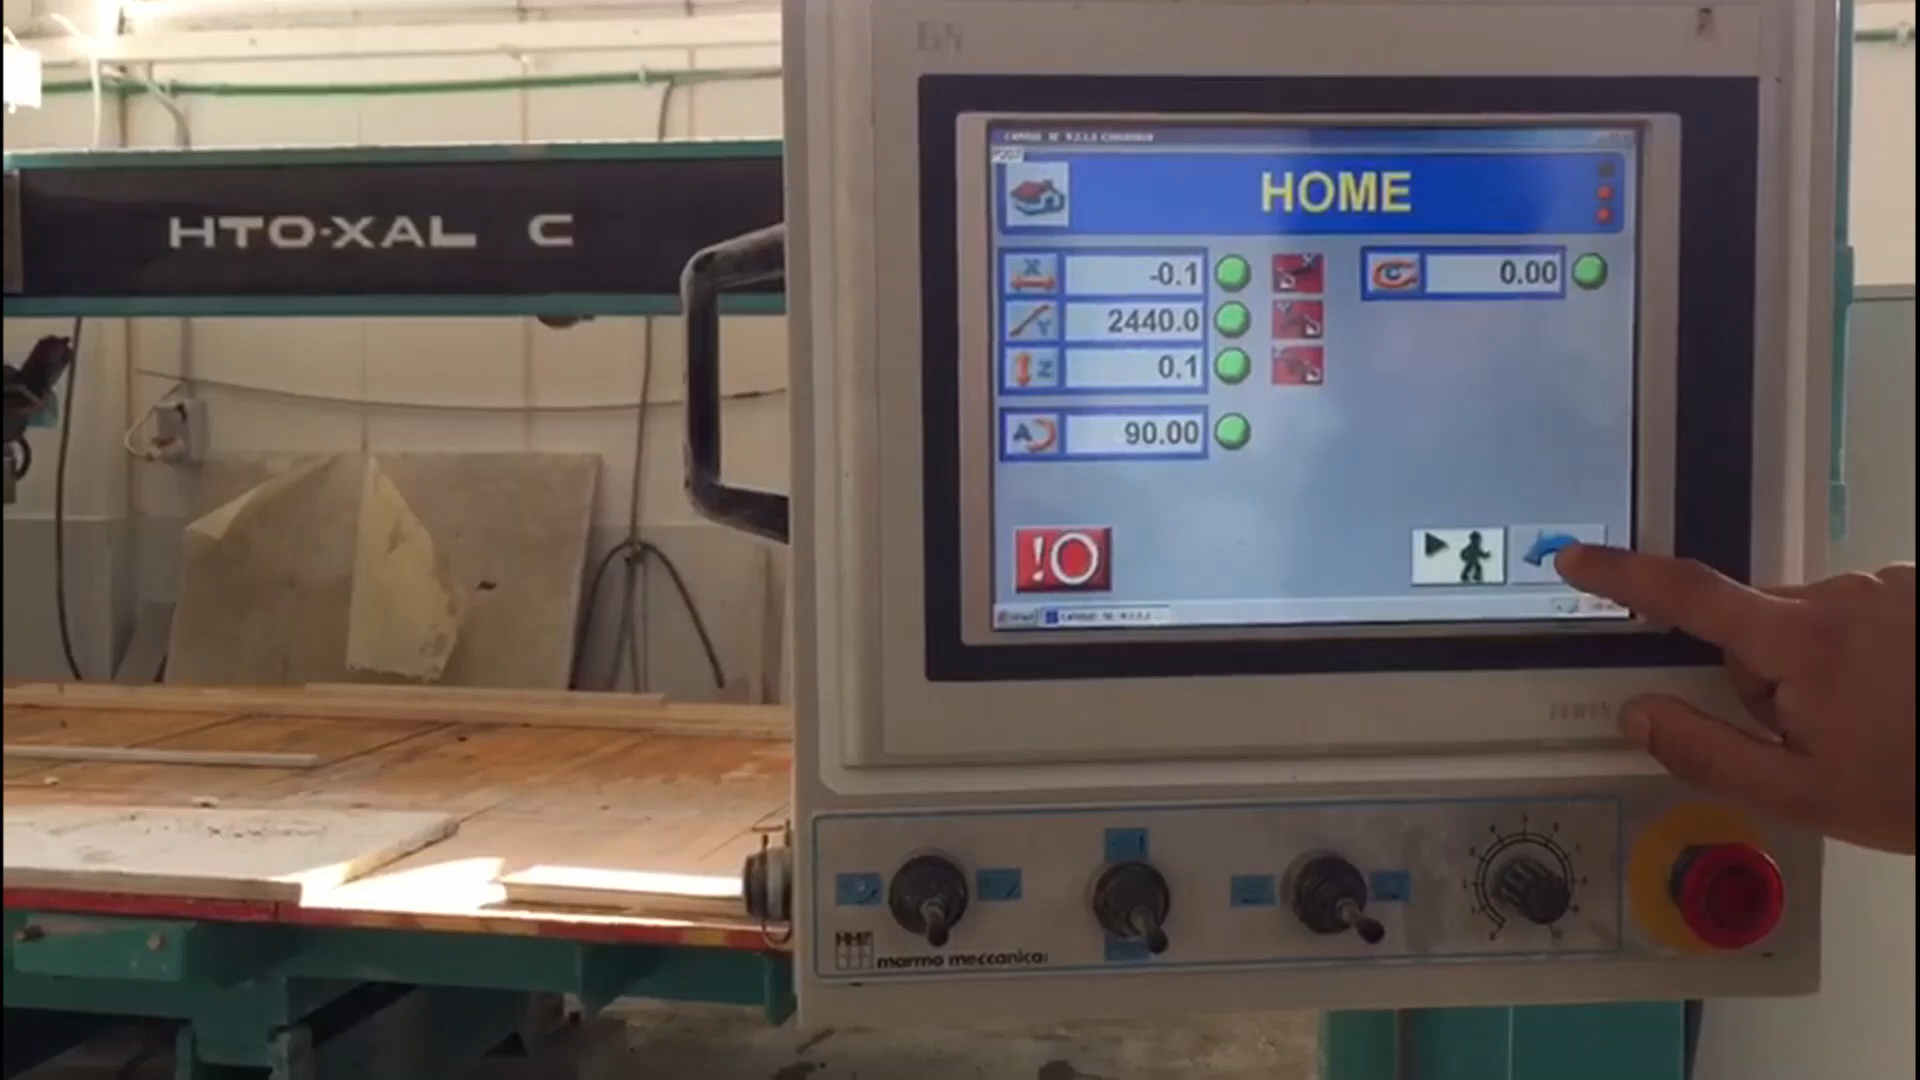 HTO-XAL C
HOME
X
-0.1
Y
2440.0
Z
0.1
A
90.00
0.00
!O
marmo meccanica